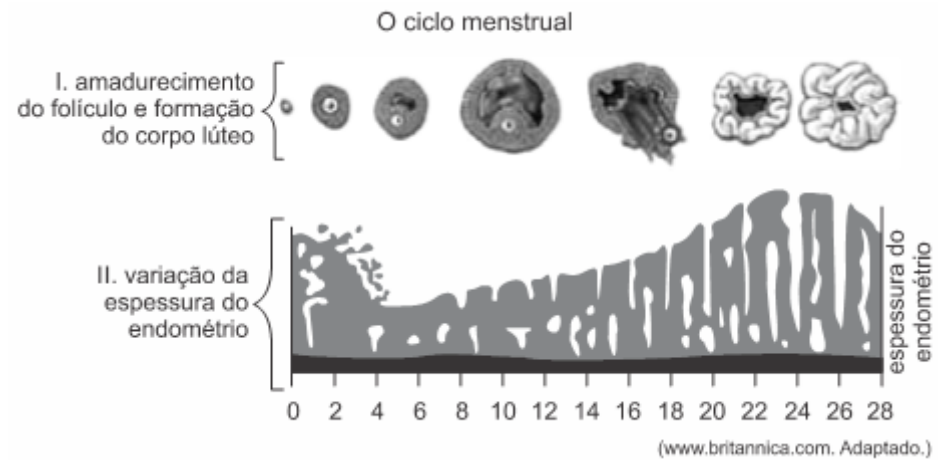 O ciclo menstrual
I. amadurecimento
do folículo e formação
do corpo lúteo
II. variação da
espessura do
endométrio
espessura do
endométrio
0 2 4 6 8 10 12 14 16 18 20 22 24 26 28
(www.britannica.com. Adaptado.)